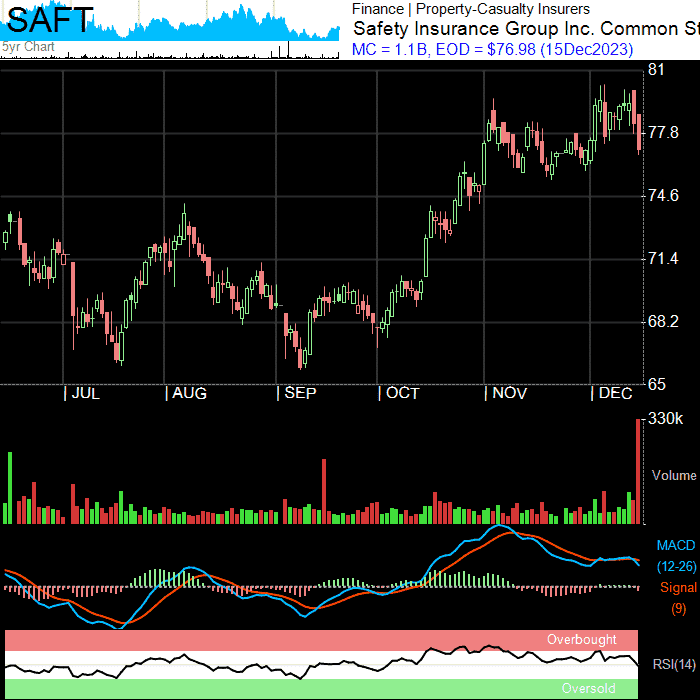 SAFT
5yr Chart
Finance | Property-Casualty Insurers
Safety Insurance Group Inc. Common St
MC = 1.1B, EOD = $76.98 (15Dec2023)
81
77.8
74.6
71.4
68.2
65
| JUL | AUG | SEP | OCT | NOV | DEC
330k
Volume
MACD
(12-26)
Signal
(9)
Overbought
RSI(14)
Oversold